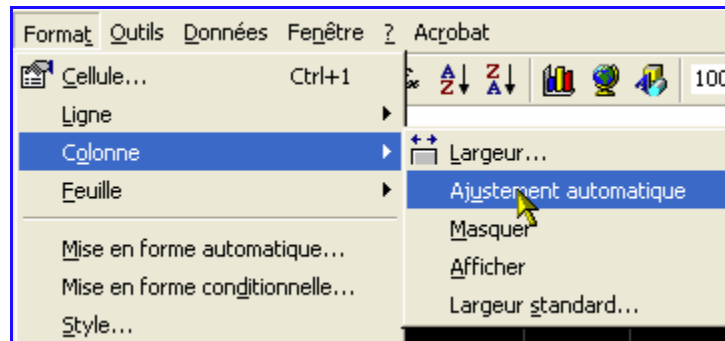 Format Outils Données Fenêtre ? Acrobat
Cellule... Ctrl+1
100
Ligne
Colonne
Largeur...
Feuille
Ajustement automatique
Masquer
Mise en forme automatique...
Afficher
Mise en forme conditionnelle...
Largeur standard...
Style...